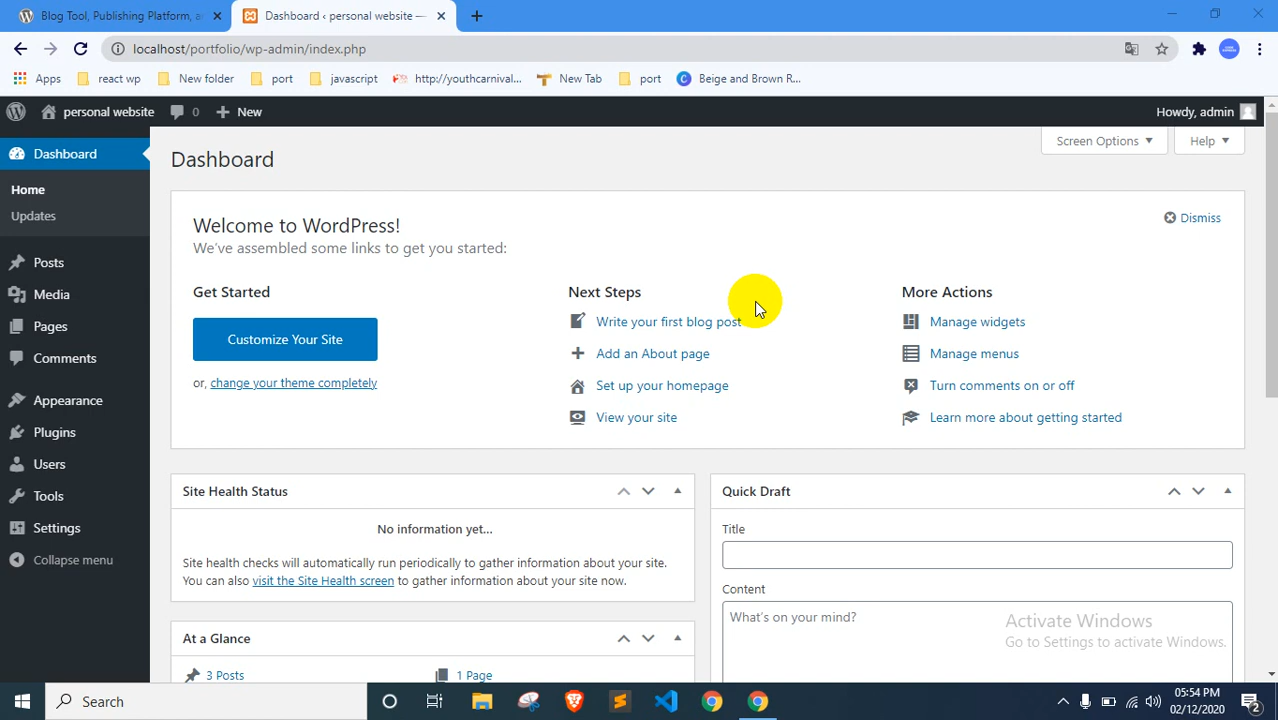 Blog Tool, Publishing Platform, a
Dashboard ‹ personal website —
localhost/portfolio/wp-admin/index.php
Apps
react wp
New folder
port
javascript
http://youthcarnival...
New Tab
port
Beige and Brown R...
personal website
0
New
Howdy, admin
Dashboard
Home
Updates
Posts
Media
Pages
Comments
Appearance
Plugins
Users
Tools
Settings
Collapse menu
Dashboard
Screen Options
Help
Welcome to WordPress!
We've assembled some links to get you started:
Dismiss
Get Started
Customize Your Site
or, change your theme completely
Next Steps
Write your first blog post
Add an About page
Set up your homepage
View your site
More Actions
Manage widgets
Manage menus
Turn comments on or off
Learn more about getting started
Site Health Status
No information yet...
Site health checks will automatically run periodically to gather information about your site.
You can also visit the Site Health screen to gather information about your site now.
At a Glance
3 Posts
1 Page
Quick Draft
Title
Content
What's on your mind?
Activate Windows
Go to Settings to activate Windows.
Search
05:54 PM
02/12/2020
2